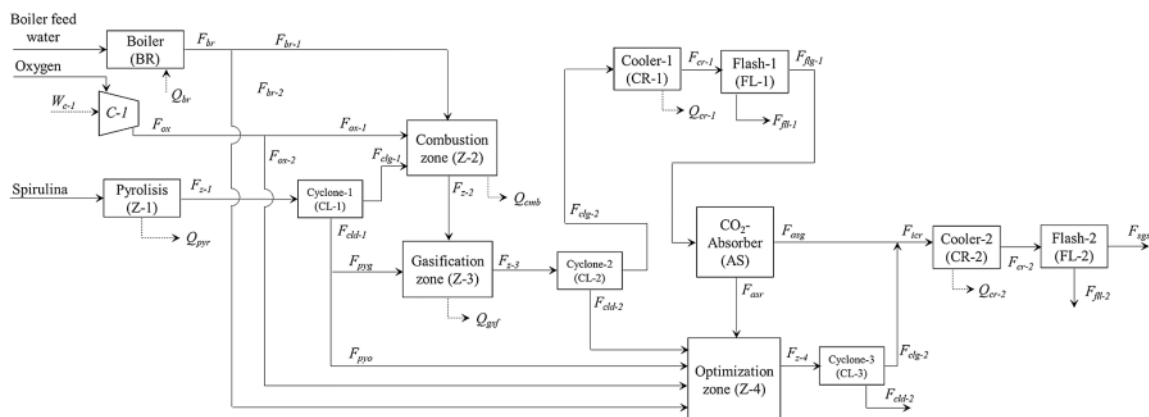 Boiler feed
water
Boiler
(BR)
F_br
F_br-1
Oxygen
Q_br
F_br-2
W_c-1
C-1
F_ox
F_ox-1
F_ox-2
Combustion
zone (Z-2)
F_clg-1
Q_cmb
F_z-2
Spirulina
Pyrolisis
(Z-1)
F_z-1
Q_pyr
Cyclone-1
(CL-1)
F_cld-1
F_pyg
Gasification
zone (Z-3)
F_z-3
Q_gsf
Cyclone-2
(CL-2)
F_clg-2
F_cld-2
F_pyo
Cooler-1
(CR-1)
F_cr-1
Q_cr-1
Flash-1
(FL-1)
F_flg-1
F_fll-1
CO2-
Absorber
(AS)
F_asg
F_asr
F_icr
Cooler-2
(CR-2)
F_cr-2
Q_cr-2
Flash-2
(FL-2)
F_sgs
F_fll-2
Optimization
zone (Z-4)
F_z-4
Cyclone-3
(CL-3)
F_clg-2
F_cld-2